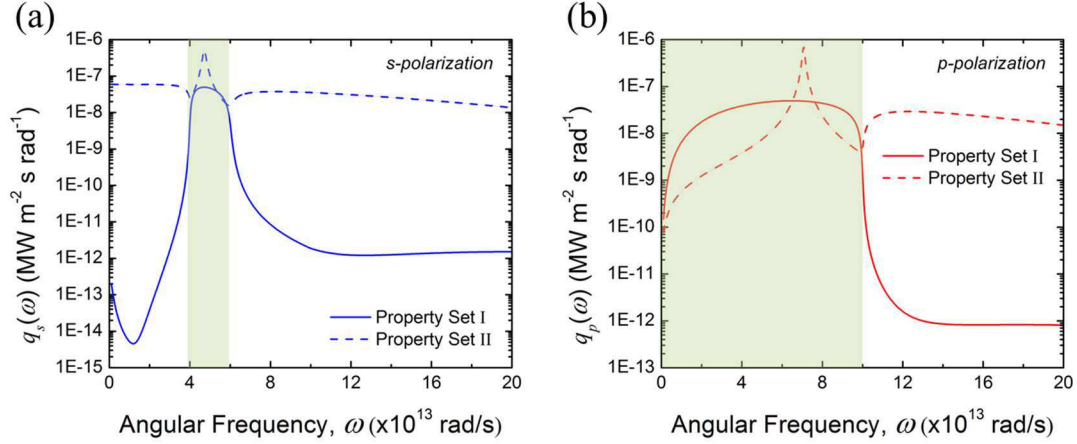 (a)
s-polarization
1E-6
1E-7
1E-8
1E-9
1E-10
1E-11
1E-12
1E-13
1E-14
1E-15
qs(ω) (MW m-2 s rad-1)
Property Set I
Property Set II
0 4 8 12 16 20
Angular Frequency, ω (x10^13 rad/s)
(b)
p-polarization
1E-6
1E-7
1E-8
1E-9
1E-10
1E-11
1E-12
1E-13
qp(ω) (MW m-2 s rad-1)
Property Set I
Property Set II
0 4 8 12 16 20
Angular Frequency, ω (x10^13 rad/s)